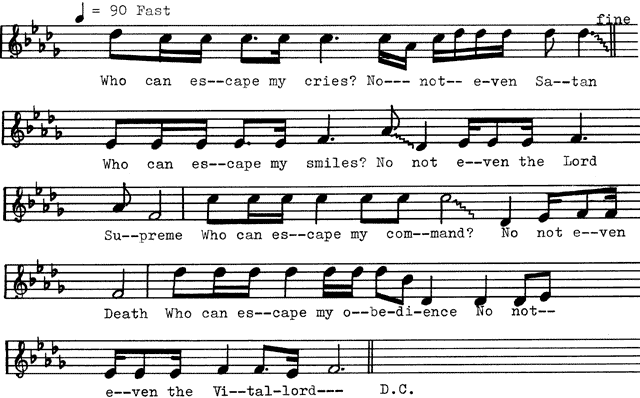 ♩ = 90 Fast
fine
Who can es--cape my cries? No--- not-- e-ven Sa--tan
Who can es--cape my smiles? No not e--ven the Lord
Su--preme Who can es--cape my com--mand? No not e--ven
Death Who can es--cape my o--be-di-ence No not--
e--ven the Vi--tal-lord--- D.C.